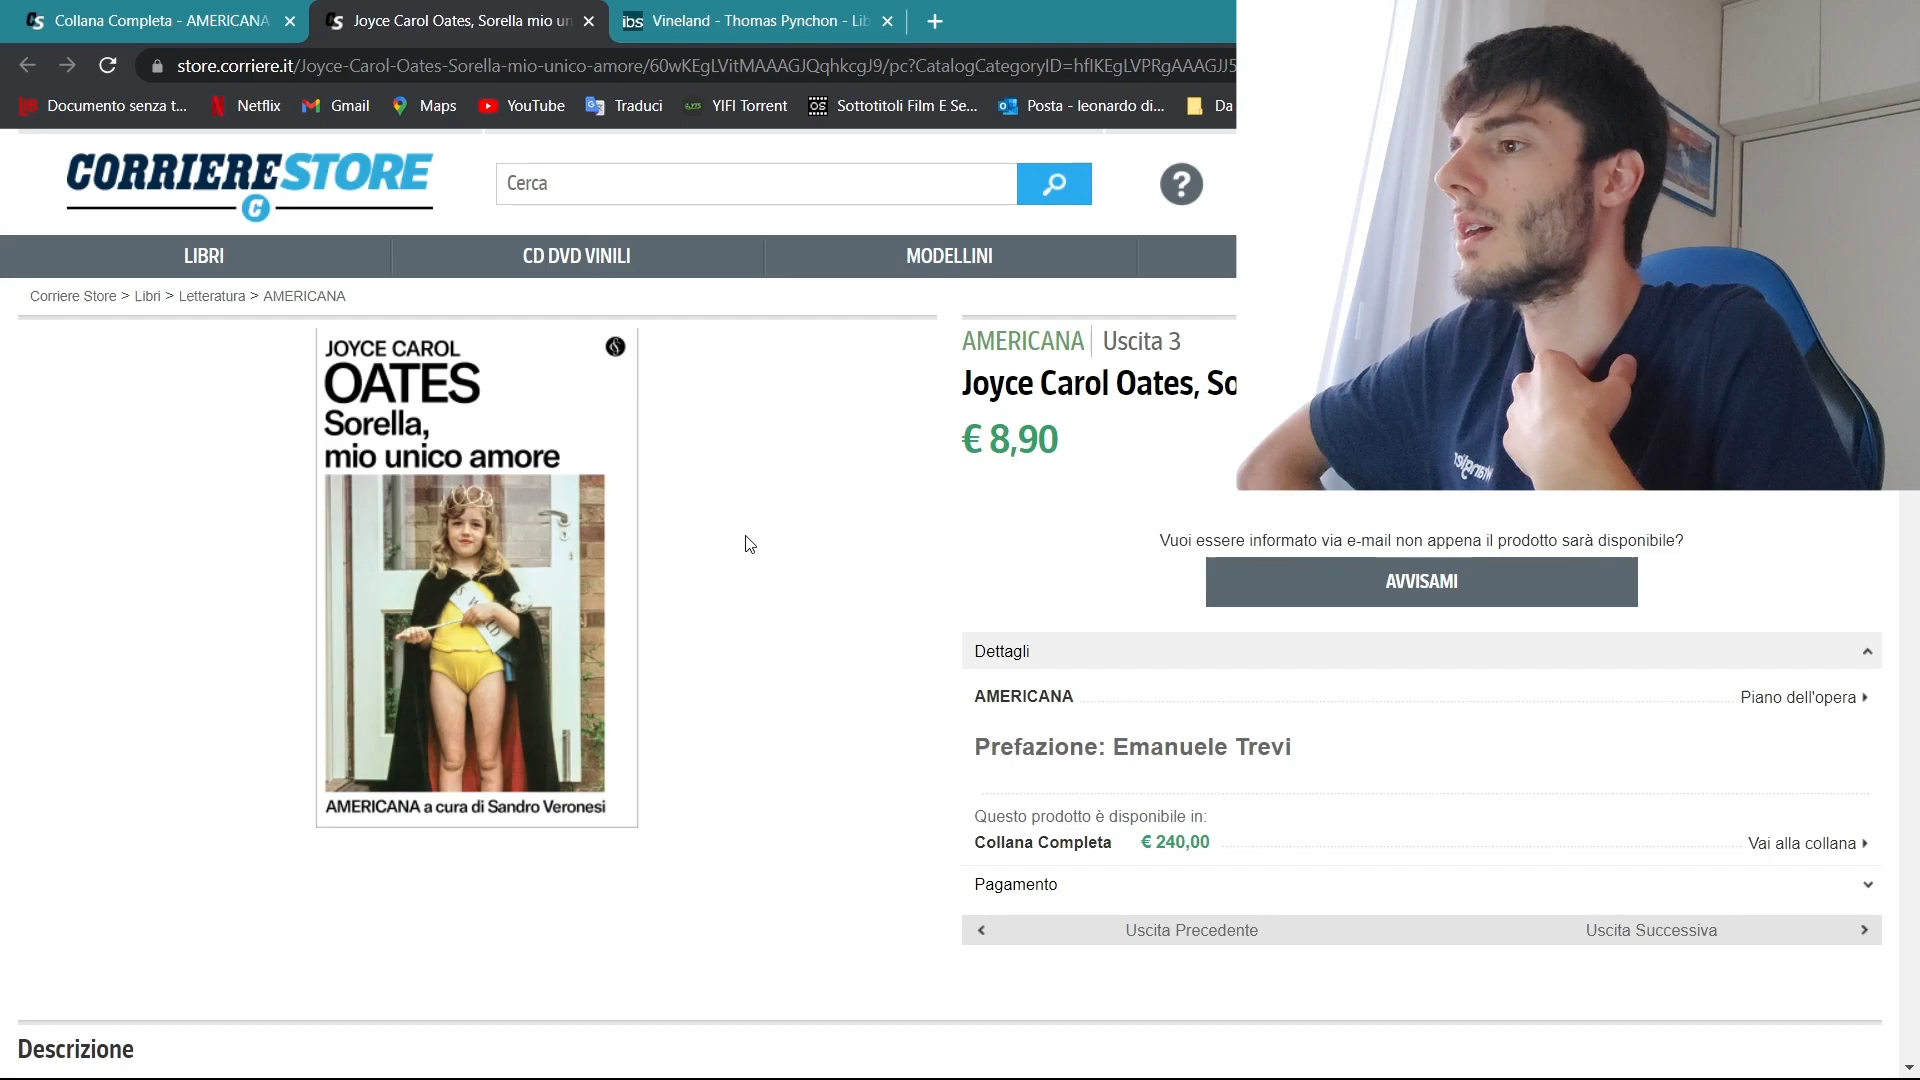 Collana Completa - AMERICANA
Joyce Carol Oates, Sorella mio un
ibs Vineland - Thomas Pynchon - Lib
store.corriere.it/Joyce-Carol-Oates-Sorella-mio-unico-amore/60wKEgLVitMAAAGJQqhkcgJ9/pc?CatalogCategoryID=hfIKEgLVPRgAAAGJJ5
Documento senza t... Netflix Gmail Maps YouTube Traduci YIFI Torrent Sottotitoli Film E Se... Posta - leonardo di... Da
CORRIERESTORE
C
Cerca
?
LIBRI CD DVD VINILI MODELLINI
Corriere Store > Libri > Letteratura > AMERICANA
JOYCE CAROL
OATES
Sorella,
mio unico amore
AMERICANA a cura di Sandro Veronesi
AMERICANA Uscita 3
Joyce Carol Oates, So
€ 8,90
Wrangler
Vuoi essere informato via e-mail non appena il prodotto sarà disponibile?
AVVISAMI
Dettagli
AMERICANA Piano dell'opera
Prefazione: Emanuele Trevi
Questo prodotto è disponibile in:
Collana Completa € 240,00 Vai alla collana
Pagamento
Uscita Precedente Uscita Successiva
Descrizione